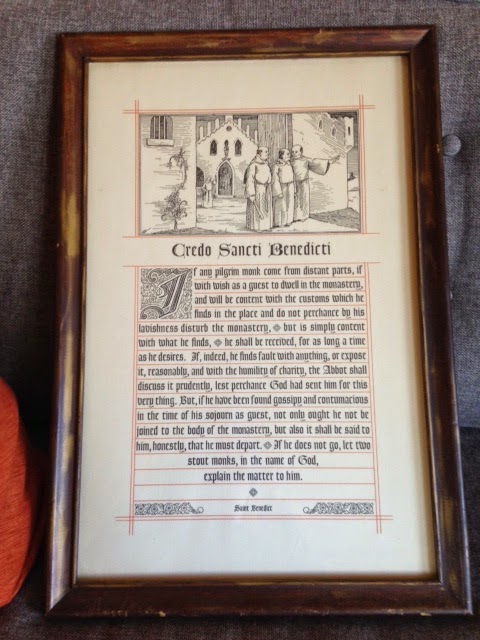 Credo Sancti Benedicti
If any pilgrim monk come from distant parts, if
with wish as a guest to dwell in the monastery,
and will be content with the customs which he
finds in the place and do not perchance by his
lavishness disturb the monastery, ❖ but is simply content
with what he finds, ❖ he shall be received, for as long a time
as he desires. If, indeed, he finds fault with anything, or expose
it, reasonably, and with the humility of charity, the Abbot shall
discuss it prudently, lest perchance God had sent him for this
very thing. But, if he have been found gossipy and contumacious
in the time of his sojourn as guest, not only ought he not be
joined to the body of the monastery, but also it shall be said to
him, honestly, that he must depart. ❖ If he does not go, let two
stout monks, in the name of God,
explain the matter to him.
Saint Benedict